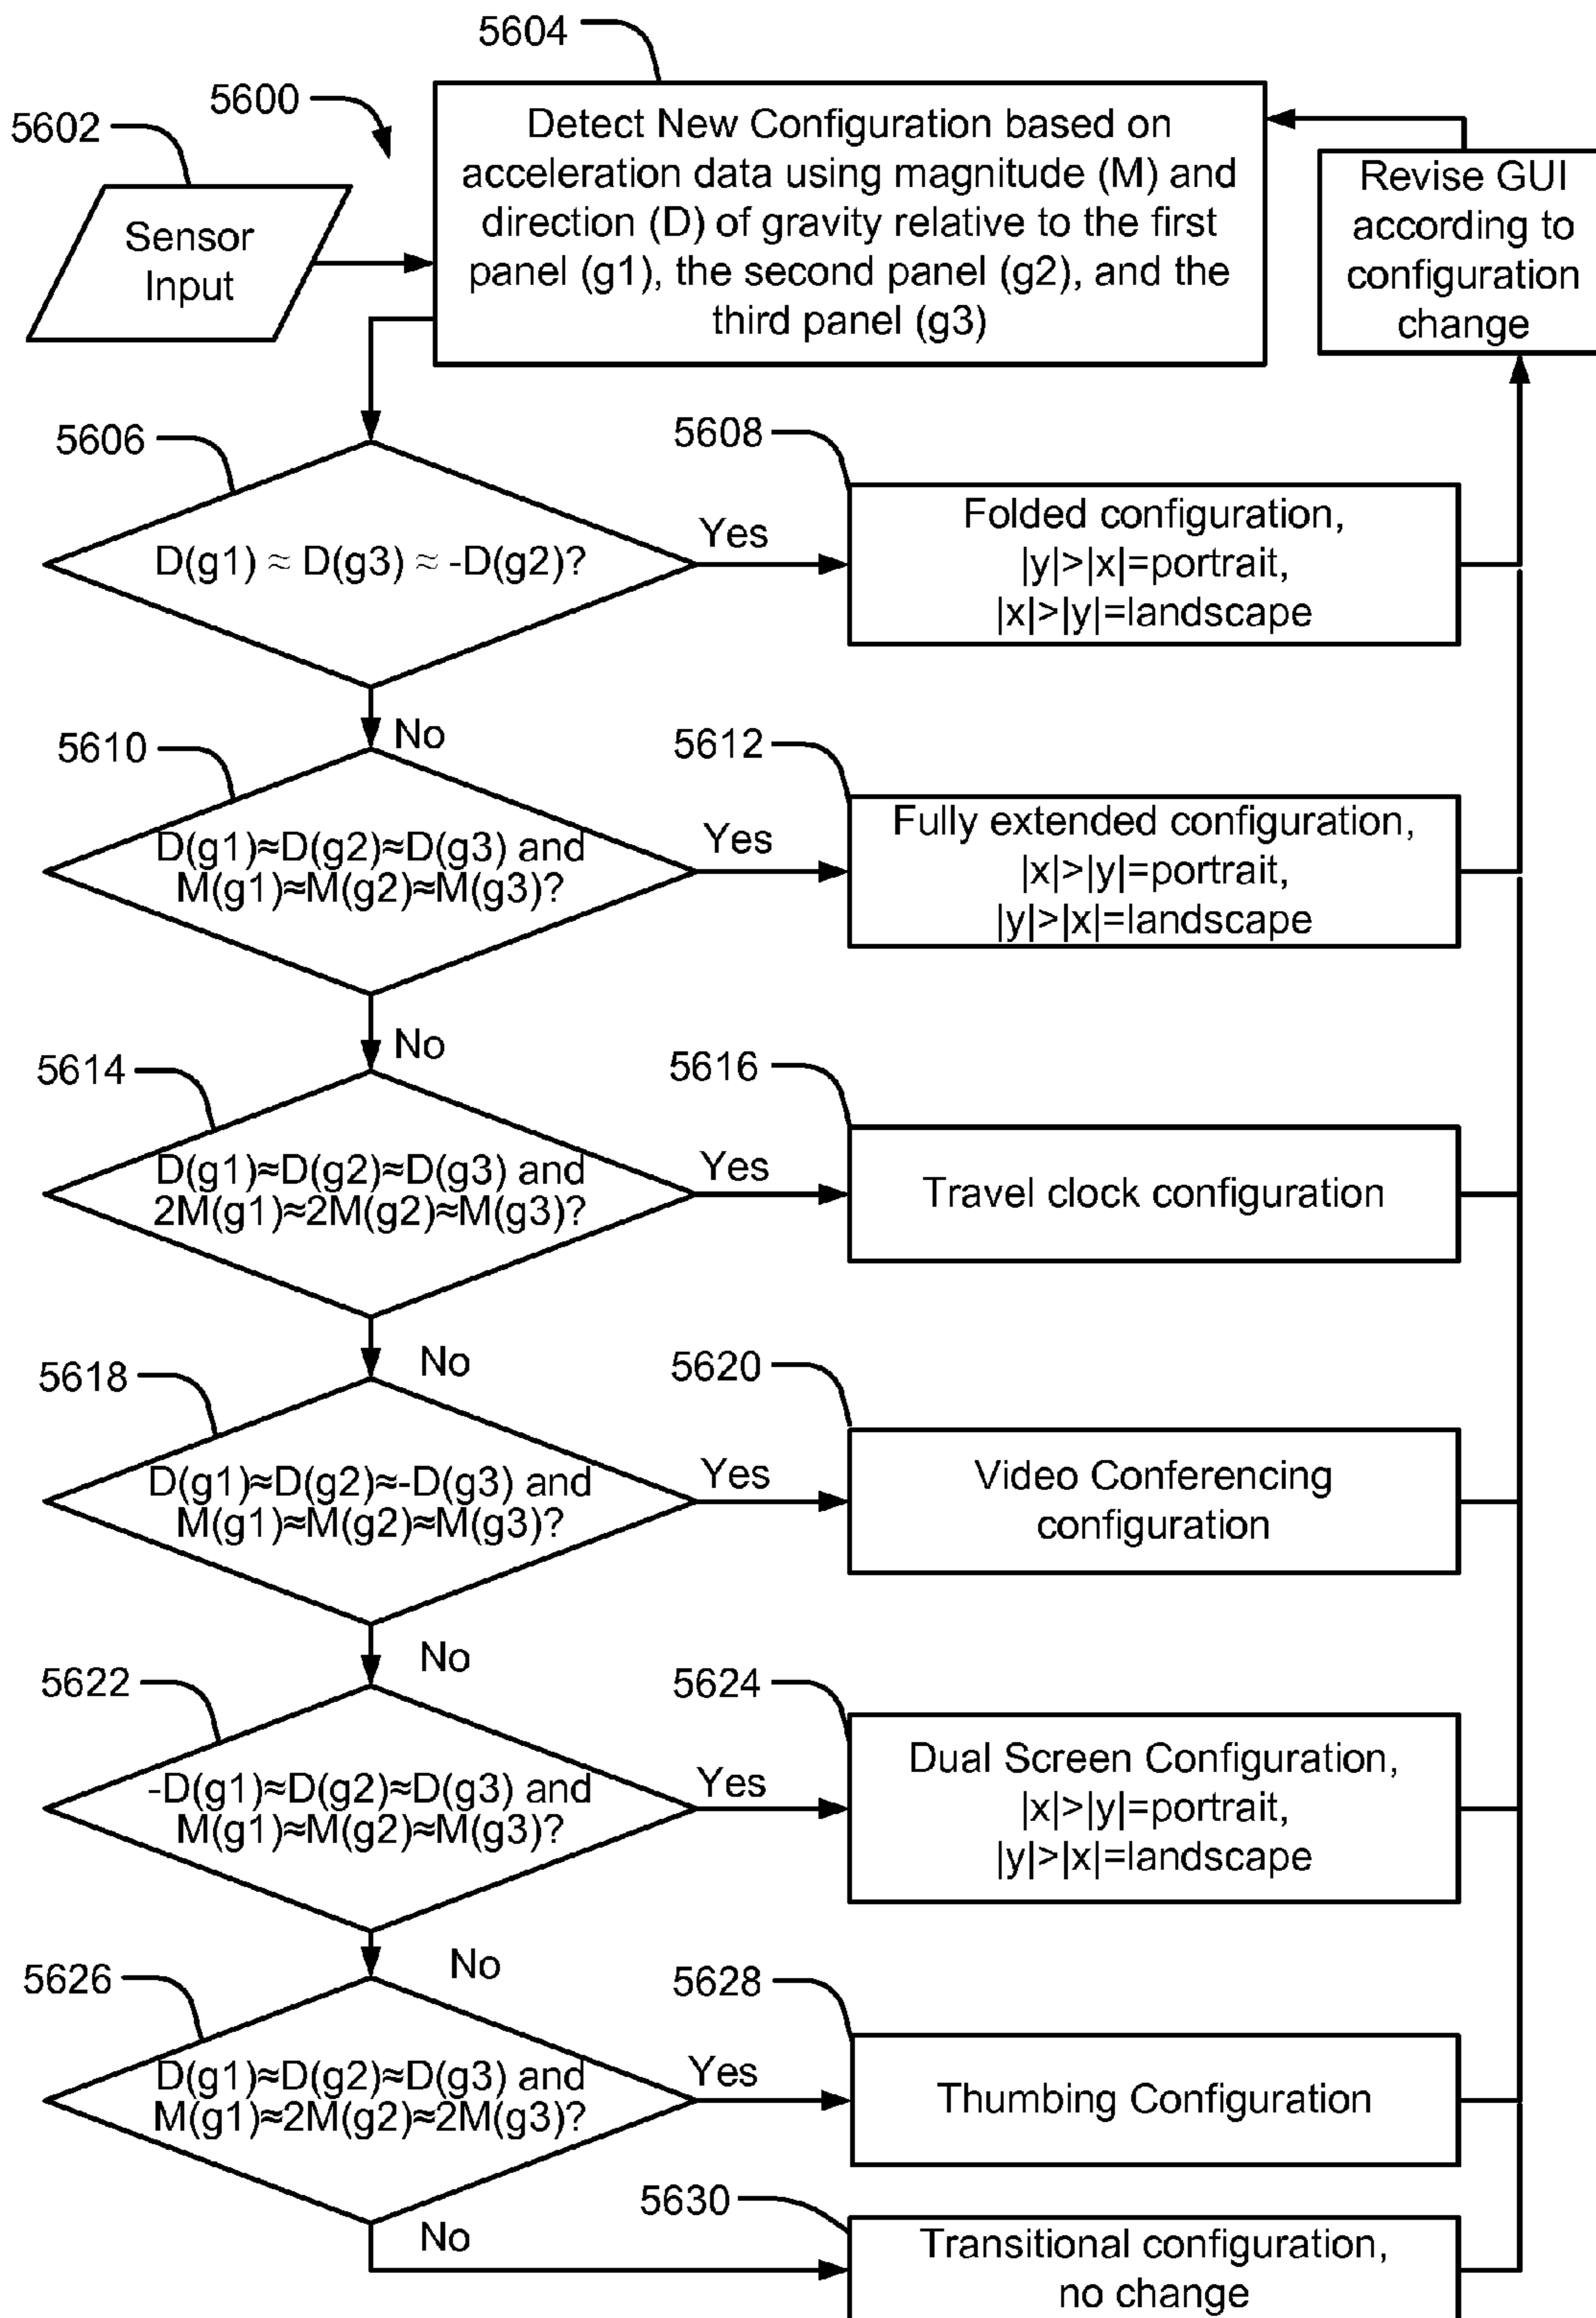 5604
5600
5602
Detect New Configuration based on
acceleration data using magnitude (M) and
direction (D) of gravity relative to the first
panel (g1), the second panel (g2), and the
third panel (g3)
Revise GUI
according to
configuration
change
Sensor
Input
5606
5608
D(g1) ≈ D(g3) ≈ -D(g2)?
Yes
Folded configuration,
|y|>|x|=portrait,
|x|>|y|=landscape
No
5610
5612
D(g1)≈D(g2)≈D(g3) and
M(g1)≈M(g2)≈M(g3)?
Yes
Fully extended configuration,
|x|>|y|=portrait,
|y|>|x|=landscape
No
5614
5616
D(g1)≈D(g2)≈D(g3) and
2M(g1)≈2M(g2)≈M(g3)?
Yes
Travel clock configuration
No
5618
5620
D(g1)≈D(g2)≈-D(g3) and
M(g1)≈M(g2)≈M(g3)?
Yes
Video Conferencing
configuration
No
5622
5624
-D(g1)≈D(g2)≈D(g3) and
M(g1)≈M(g2)≈M(g3)?
Yes
Dual Screen Configuration,
|x|>|y|=portrait,
|y|>|x|=landscape
No
5626
5628
D(g1)≈D(g2)≈D(g3) and
M(g1)≈2M(g2)≈2M(g3)?
Yes
Thumbing Configuration
No
5630
Transitional configuration,
no change